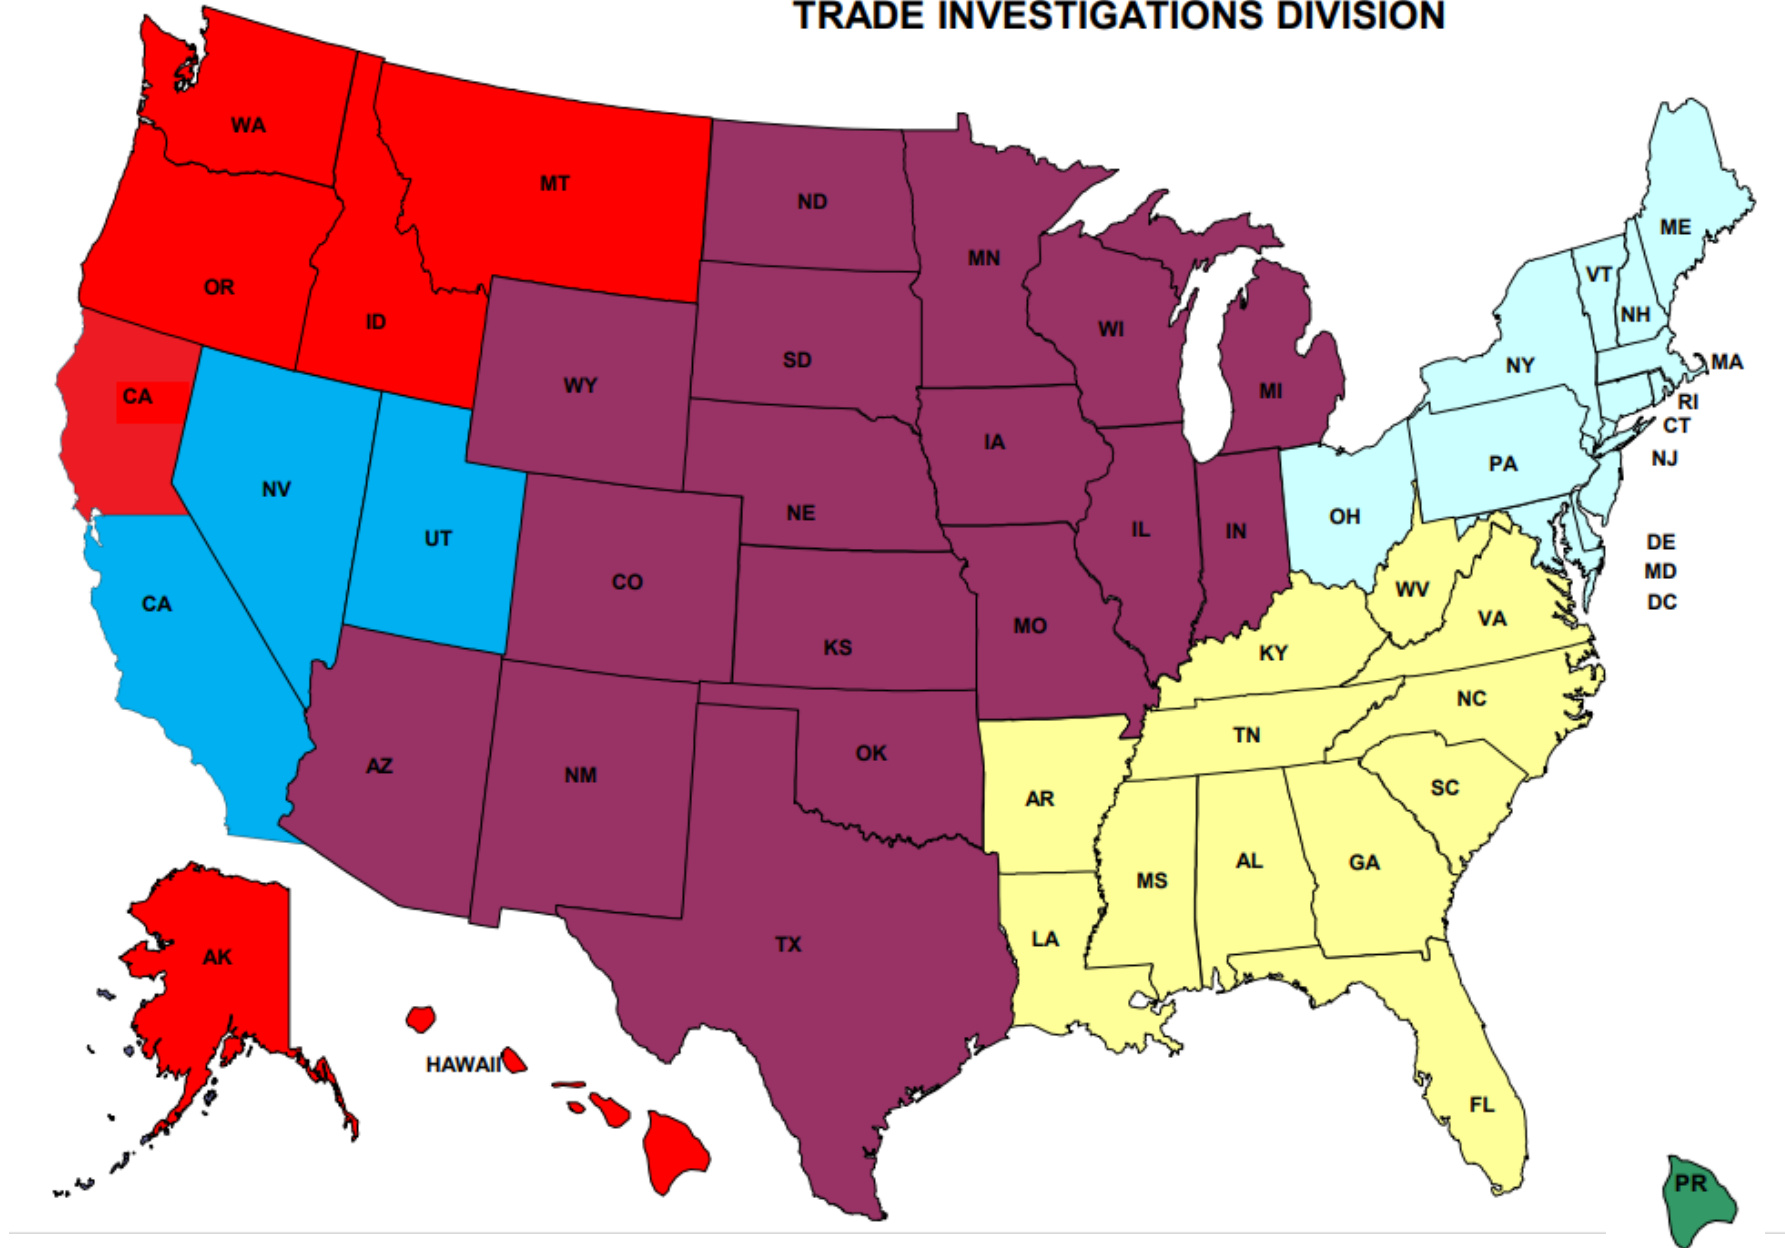 TRADE INVESTIGATIONS DIVISION
WA
MT
ND
MN
ME
VT
NH
OR
ID
WI
SD
WY
MI
NY
MA
RI
CT
NJ
CA
IA
PA
NV
NE
OH
IL
IN
UT
DE
MD
DC
CO
CA
WV
VA
MO
KS
KY
NC
TN
AZ
NM
OK
AR
SC
MS
AL
GA
LA
TX
AK
HAWAII
FL
PR